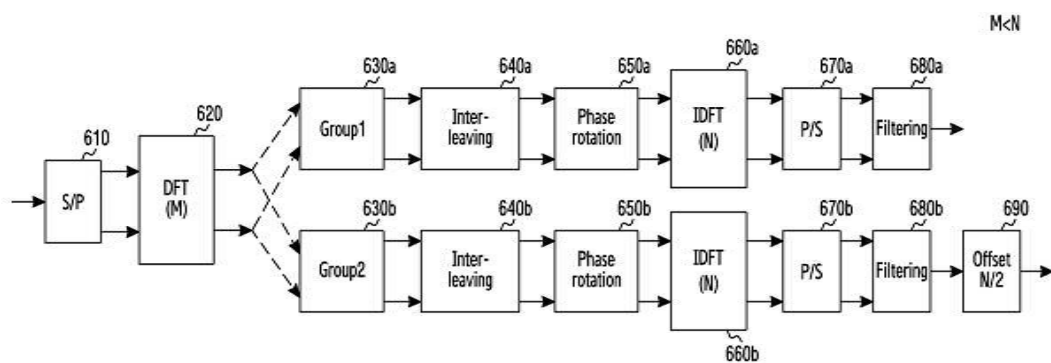 M<N
610
S/P
620
DFT
(M)
630a
Group1
640a
Inter-
leaving
650a
Phase
rotation
660a
IDFT
(N)
670a
P/S
680a
Filtering
630b
Group2
640b
Inter-
leaving
650b
Phase
rotation
IDFT
(N)
660b
670b
P/S
680b
Filtering
690
Offset
N/2